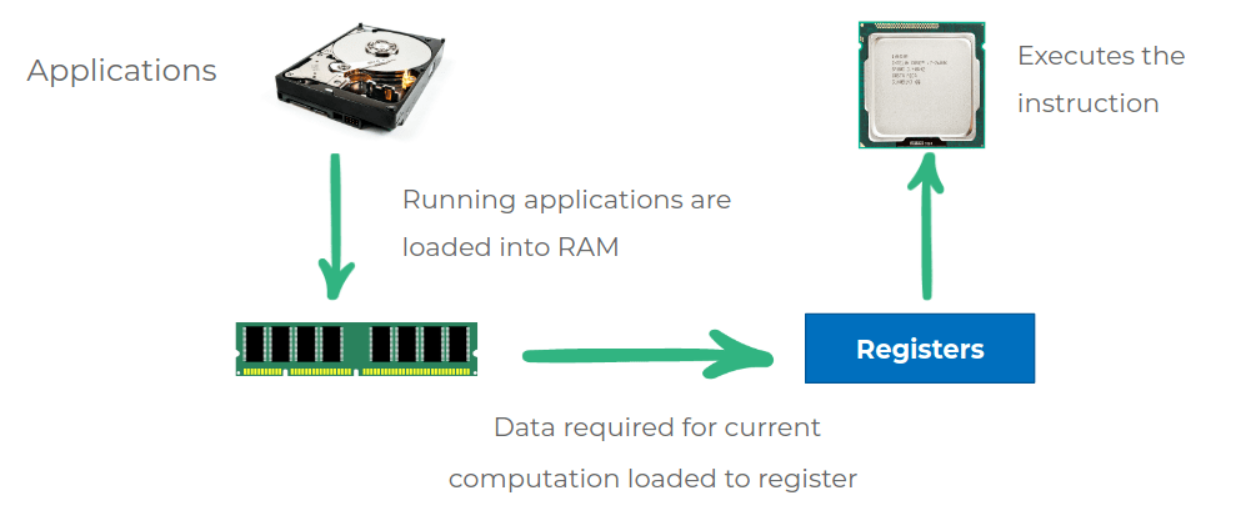 Applications
Executes the
instruction
Running applications are
loaded into RAM
Registers
Data required for current
computation loaded to register